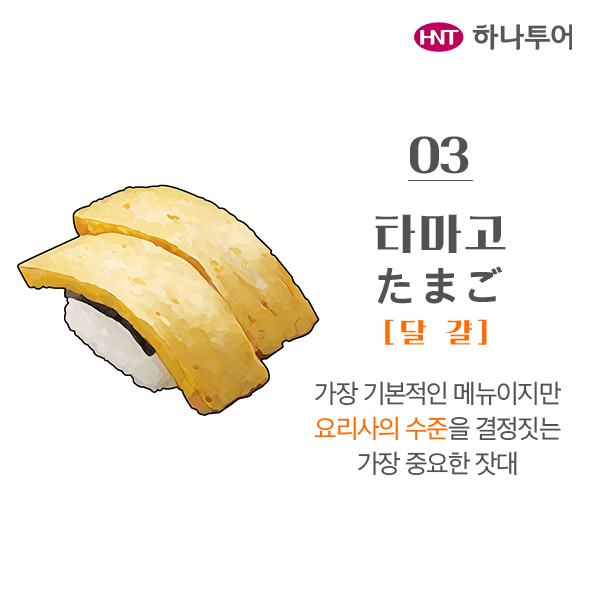 HNT 하나투어
03
타마고
たまご
[달걀]
가장 기본적인 메뉴이지만
요리사의 수준을 결정짓는
가장 중요한 잣대